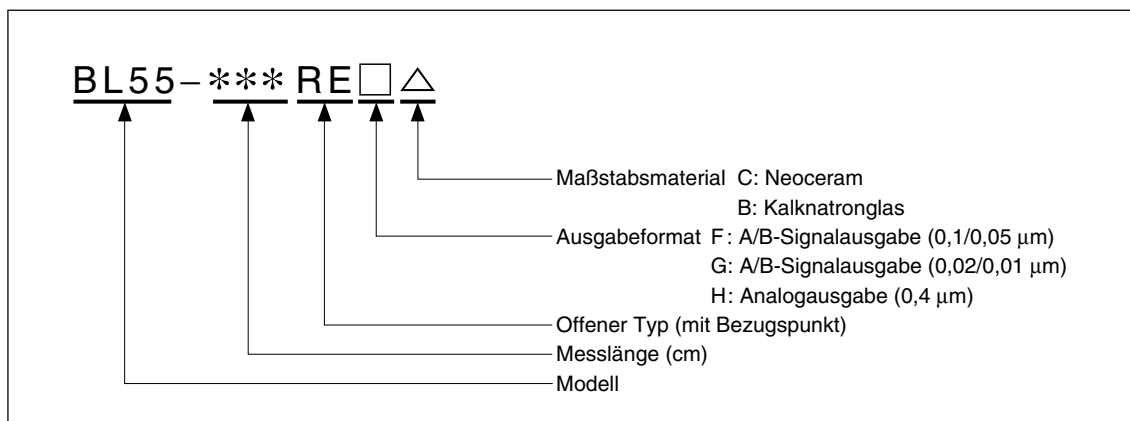 BL55-***RE□△
Maßstabsmaterial C: Neoceram
B: Kalknatronglas
Ausgabeformat F: A/B-Signalausgabe (0,1/0,05 μm)
G: A/B-Signalausgabe (0,02/0,01 μm)
H: Analogausgabe (0,4 μm)
Offener Typ (mit Bezugspunkt)
Messlänge (cm)
Modell